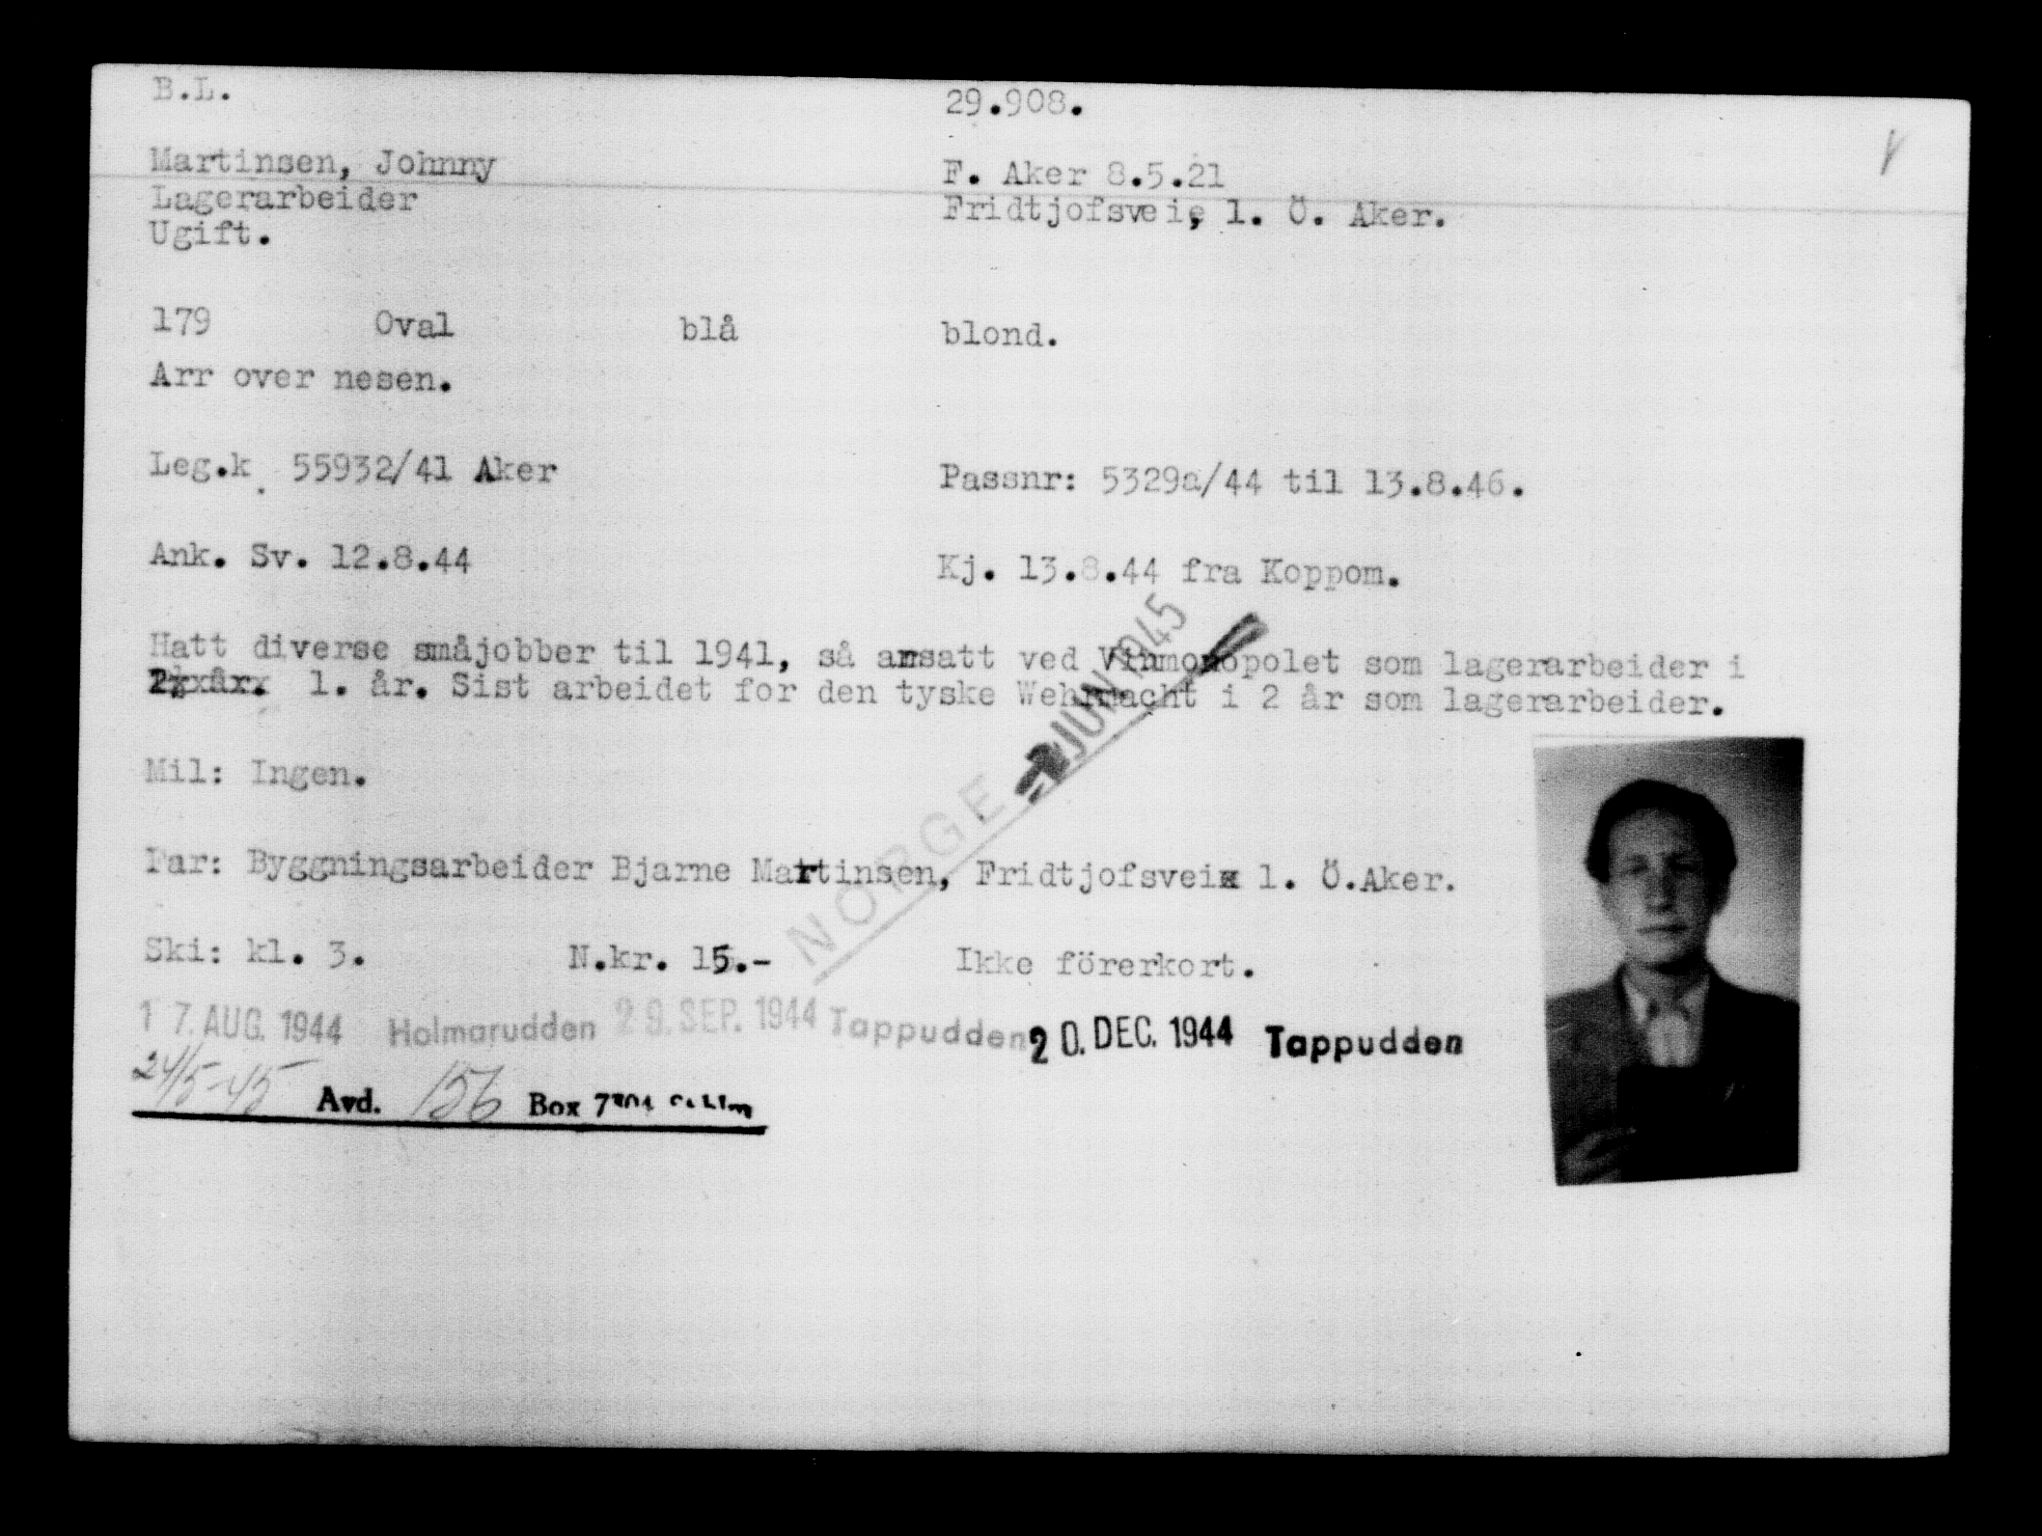 B.L. 29.908.
Martinsen, Johnny F. Aker 8.5.21
Lagerarbeider Fridtjofsvei, 1. Ö. Aker.
Ugift.
179 Oval blå blond.
Arr over nesen.
Leg.k. 55932/41 Aker Passnr: 5329a/44 til 13.8.46.
Ank. Sv. 12.8.44 Kj. 13.8.44 fra Koppom.
Hatt diverse småjobber til 1941, så ansatt ved Vinmonopolet som lagerarbeider i
1. år. Sist arbeidet for den tyske Wehrmacht i 2 år som lagerarbeider.
Mil: Ingen.
Far: Byggningsarbeider Bjarne Martinsen, Fridtjofsvei 1. Ö.Aker.
Ski: kl. 3. N.kr. 15.- Ikke förerkort.
NORGE JUN 1945
17. AUG. 1944 Holmarudden 29. SEP. 1944 Tappudden 20. DEC. 1944 Tappudden
24/5-45 Avd. 156 Box
V